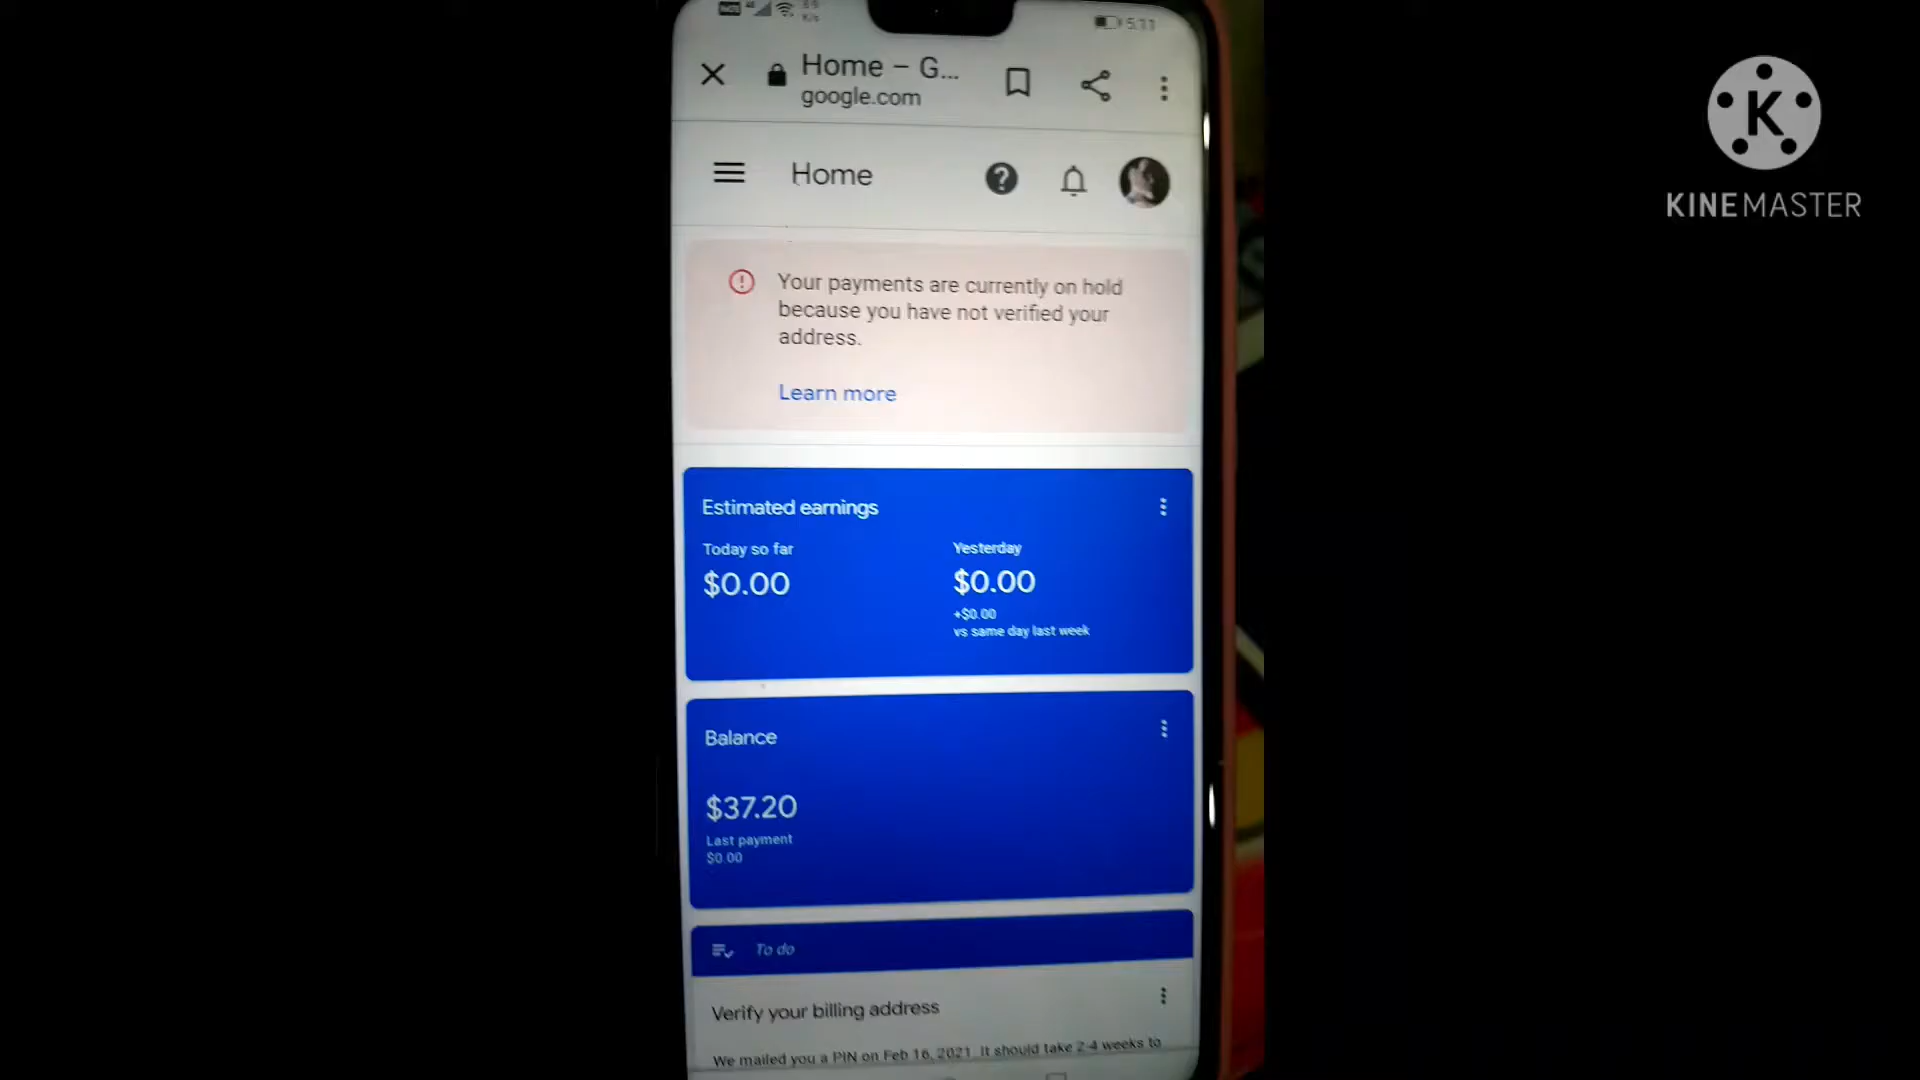 5:11
Home – G...
google.com
Home
Your payments are currently on hold
because you have not verified your
address.
Learn more
Estimated earnings
Today so far
Yesterday
$0.00
$0.00
+$0.00
vs same day last week
Balance
$37.20
Last payment
$0.00
To do
Verify your billing address
We mailed you a PIN on Feb 16, 2021. It should take 2-4 weeks to
K
KINEMASTER